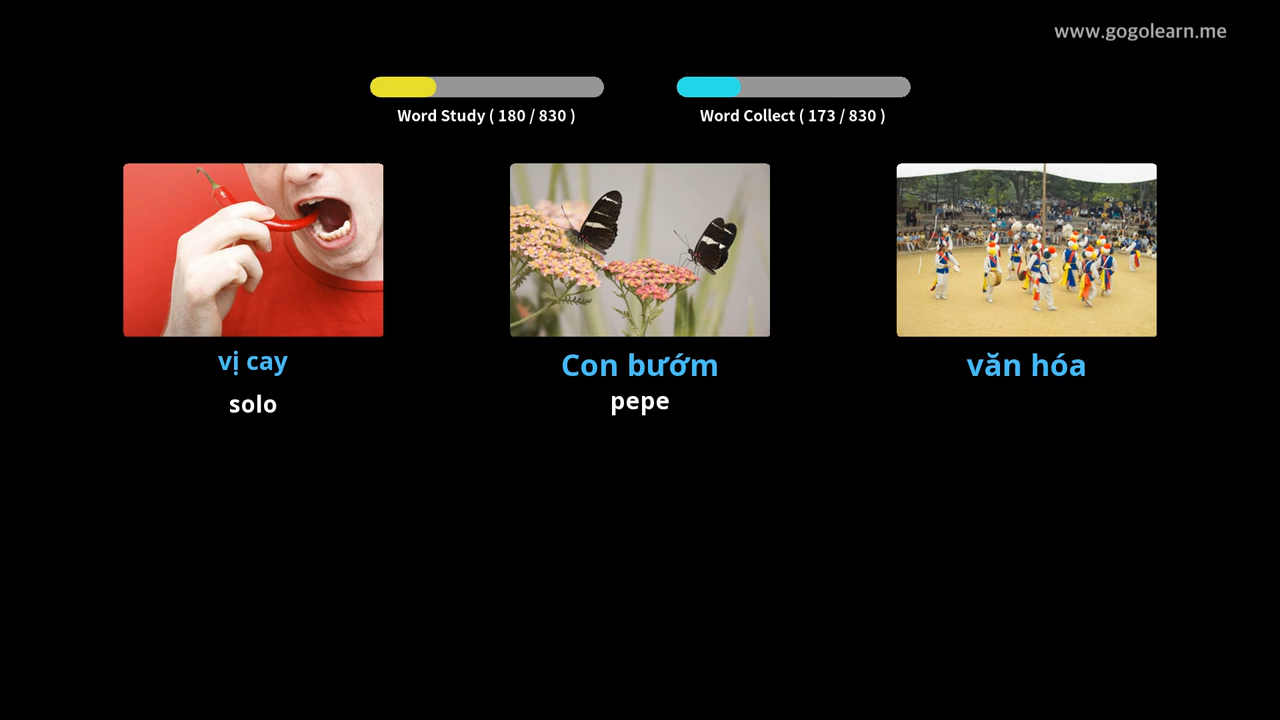 www.gogolearn.me
Word Study ( 180 / 830 )
Word Collect ( 173 / 830 )
vị cay
solo
Con bướm
pepe
văn hóa